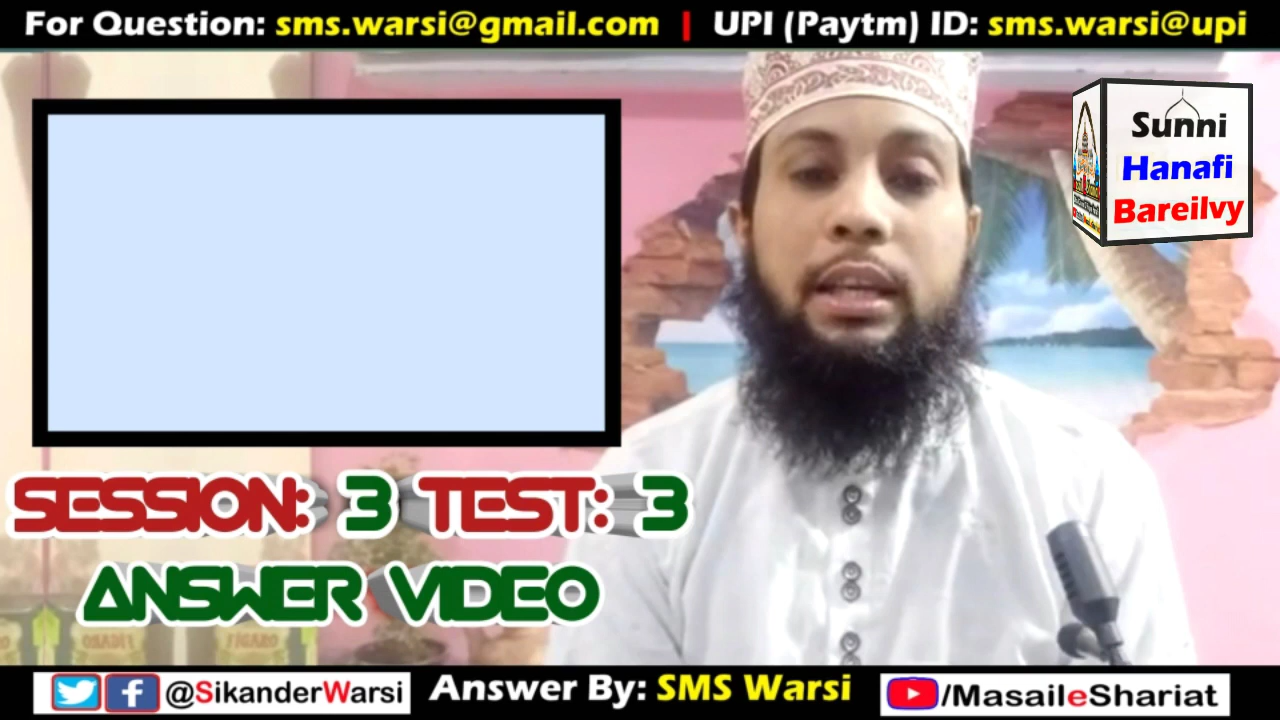 For Question: sms.warsi@gmail.com | UPI (Paytm) ID: sms.warsi@upi
Sunni
Hanafi
Bareilvy
SESSION: 3 TEST: 3
ANSWER VIDEO
@SikanderWarsi
Answer By: SMS Warsi
/MasaileShariat